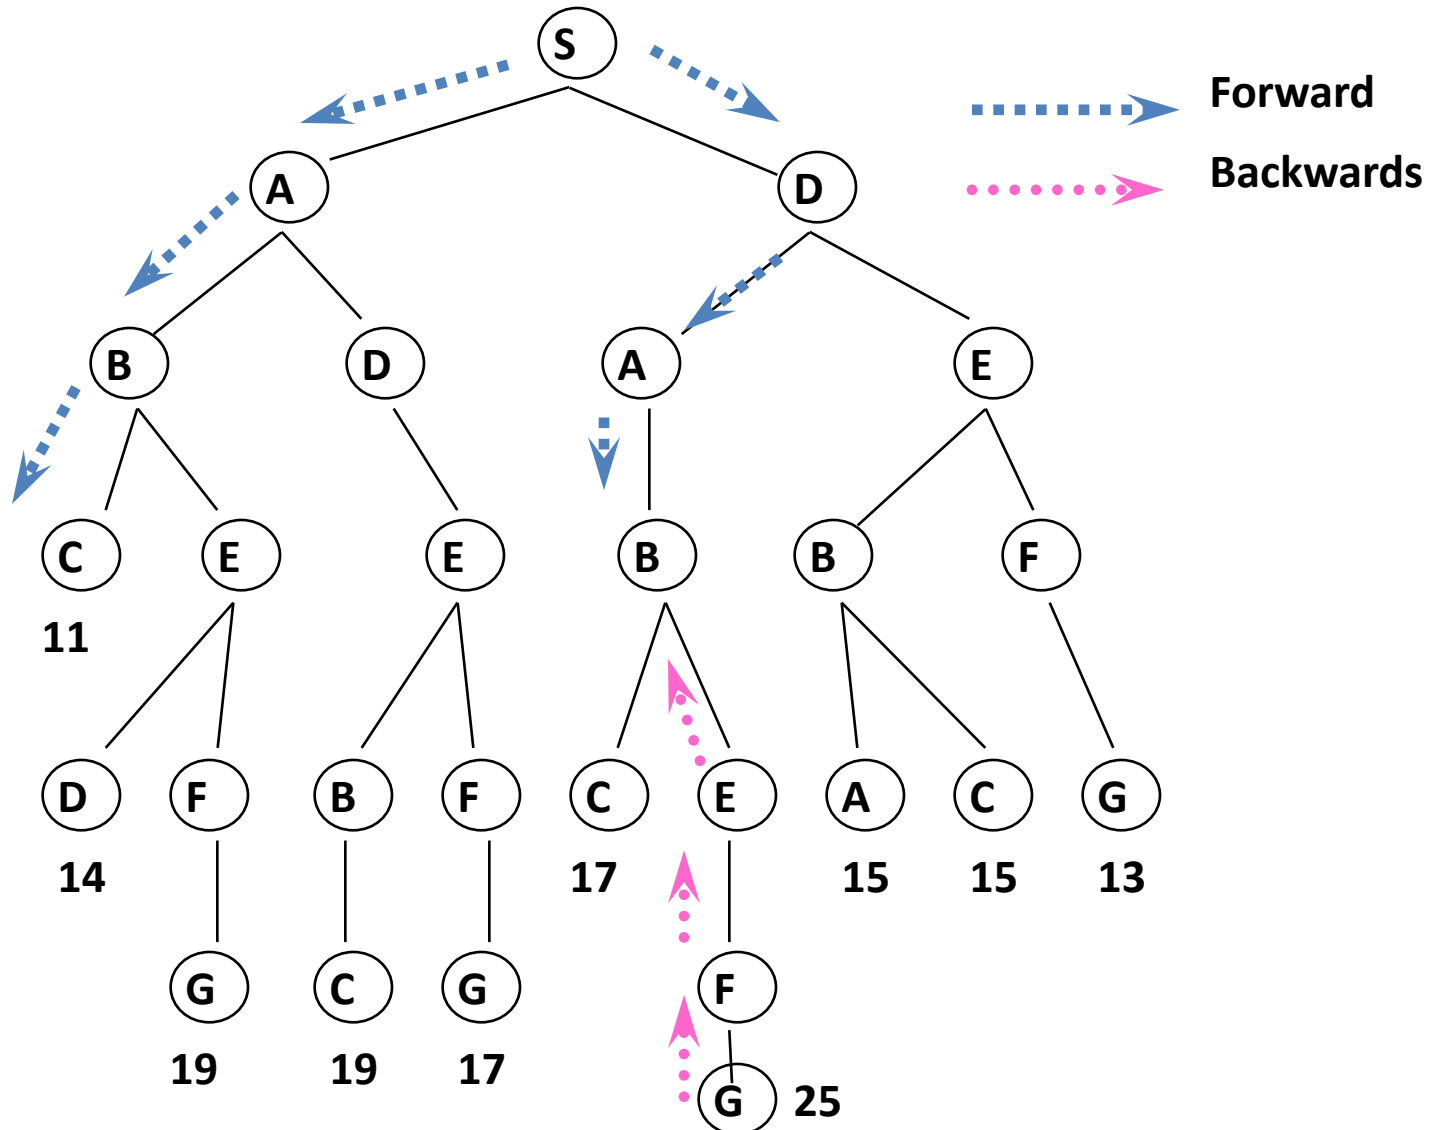 S
Forward
Backwards
A D
B D A E
C E E B B F
11
D F B F C E A C G
14 17 15 15 13
G C G F
19 19 17
G 25